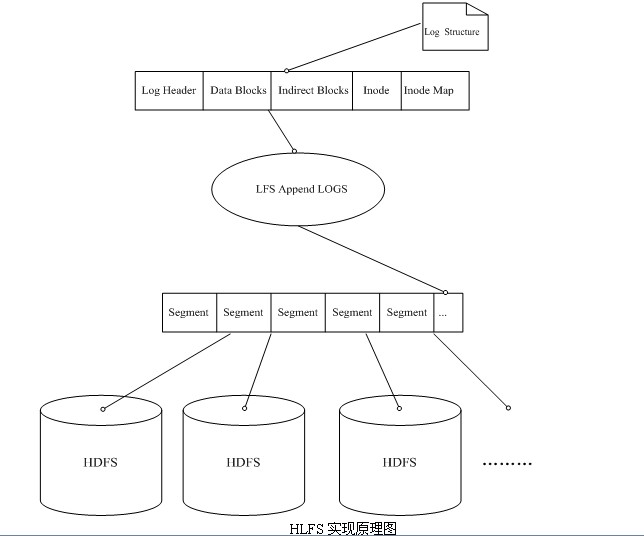 Log Structure
Log Header Data Blocks Indirect Blocks Inode Inode Map
LFS Append LOGS
Segment Segment Segment Segment Segment ...
HDFS HDFS HDFS ………
HLFS 实现原理图